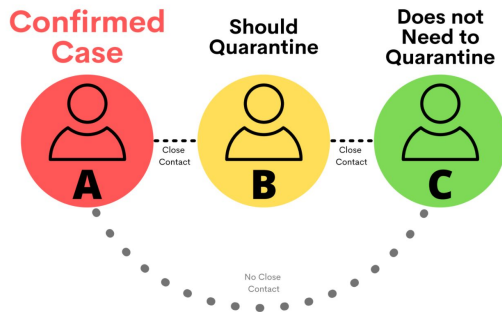 Confirmed
Case
Should
Quarantine
Does not
Need to
Quarantine
A
Close
Contact
B
Close
Contact
C
No Close
Contact